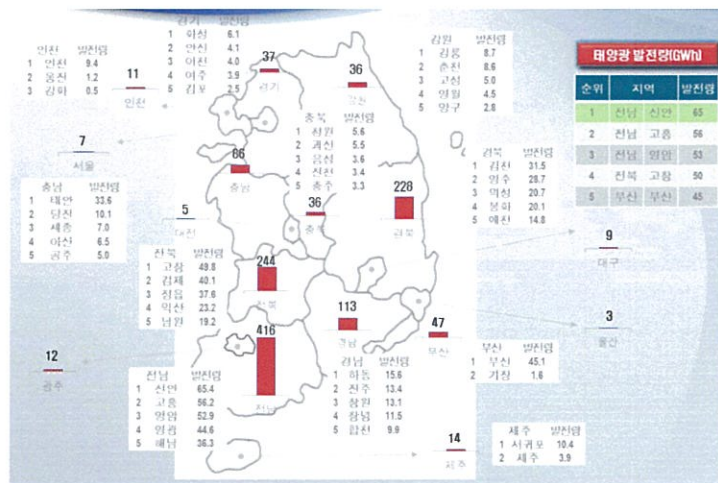 경기 발전량
1 화성 6.1
2 안신 4.1
3 이천 4.0
4 여주 3.9
5 김포 2.5
37
경기
인천 발전량
1 인천 9.4
2 옹진 1.2
3 강화 0.5
11
인천
36
강원
강원 발전량
1 강릉 8.7
2 춘천 8.6
3 고성 5.0
4 영월 4.5
5 양구 2.8
태양광 발전량(GWh)
순위 지역 발전량
1 전남 신안 65
2 전남 고흥 56
3 전남 영암 53
4 전북 고창 50
5 부산 부산 45
7
서울
충북 발전량
1 청원 5.6
2 괴산 5.5
3 음성 3.6
4 진천 3.4
5 충주 3.3
36
충북
66
충남
충남 발전량
1 태안 33.6
2 당진 10.1
3 세종 7.0
4 아산 6.5
5 공주 5.0
5
대전
경북 발전량
1 김천 31.5
2 영주 28.7
3 의성 20.7
4 봉화 20.1
5 예천 14.8
228
경북
9
대구
전북 발전량
1 고창 49.8
2 김제 40.1
3 정읍 37.6
4 익산 23.2
5 남원 19.2
244
전북
113
경남
47
부산
3
울산
부산 발전량
1 부산 45.1
2 기장 1.6
12
광주
416
전남
전남 발전량
1 신안 65.4
2 고흥 56.2
3 영암 52.9
4 영광 44.6
5 해남 36.3
경남 발전량
1 하동 15.6
2 진주 13.4
3 창원 13.1
4 창녕 11.5
5 합천 9.9
14
제주
제주 발전량
1 서귀포 10.4
2 제주 3.9